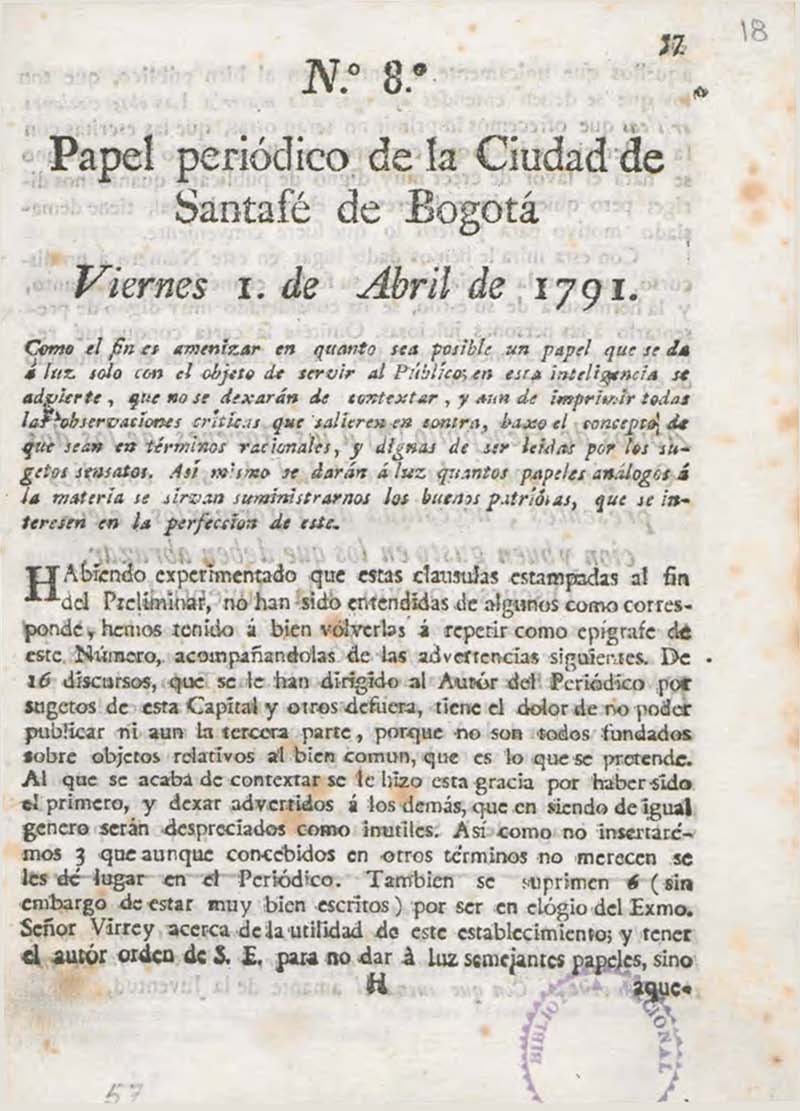 18
57
N.º 8.º
Papel periódico de la Ciudad de
Santafé de Bogotá
Viernes 1. de Abril de 1791.
Como el fin es amenizar en quanto sea posible un papel que se da
á luz solo con el objeto de servir al Público; en esta inteligencia se
advierte, que no se dexarán de contextar, y aun de imprimir todas
las observaciones críticas que salieren en contra, baxo el concepto de
que sean en términos racionales, y dignas de ser leidas por los su-
getos sensatos. Asi mismo se darán á luz quantos papeles análogos á
la materia se sirvan suministrarnos los buenos patriótas, que se in-
teresen en la perfeccion de este.
HAbiendo experimentado que estas clausulas estampadas al fin
del Preliminar, no han sido entendidas de algunos como corres-
ponde, hemos tenido á bien vólverlas á repetir como epígrafe de
este Número, acompañandolas de las advertencias siguientes. De
16 discursos, que se le han dirigido al Autór del Periódico por
sugetos de esta Capital y otros defuera, tiene el dolor de no poder
publicar ni aun la tercera parte, porque no son todos fundados
sobre objetos relativos al bien comun, que es lo que se pretende.
Al que se acaba de contextar se le hizo esta gracia por haber sido
el primero, y dexar advertidos á los demás, que en siendo de igual
genero serán despreciados como inutiles. Asi como no insertaré-
mos 3 que aunque concebidos en otros términos no merecen se
les dé lugar en el Periódico. Tambien se suprimen 6 (sin
embargo de estar muy bien escritos) por ser en elógio del Exmo.
Señor Virrey acerca de la utilidad de este establecimiento; y tener
el autór orden de S. E. para no dar à luz semejantes papeles, sino
H aque-
BIBLIO NACIONAL
57